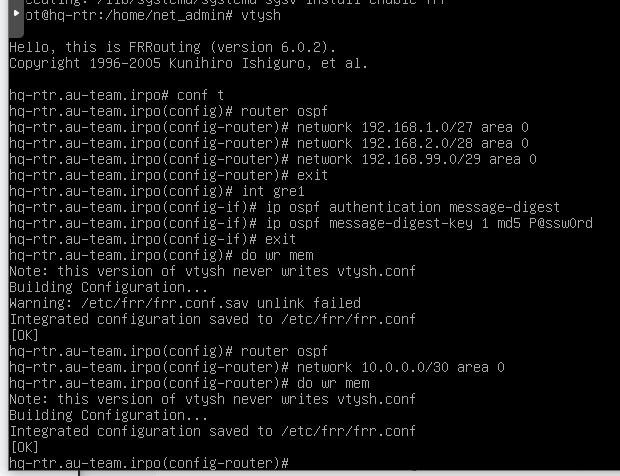 ecuting: /lib/systemd/systemd-sysv-install enable frr
ot@hq-rtr:/home/net_admin# vtysh
Hello, this is FRRouting (version 6.0.2).
Copyright 1996-2005 Kunihiro Ishiguro, et al.
hq-rtr.au-team.irpo# conf t
hq-rtr.au-team.irpo(config)# router ospf
hq-rtr.au-team.irpo(config-router)# network 192.168.1.0/27 area 0
hq-rtr.au-team.irpo(config-router)# network 192.168.2.0/28 area 0
hq-rtr.au-team.irpo(config-router)# network 192.168.99.0/29 area 0
hq-rtr.au-team.irpo(config-router)# exit
hq-rtr.au-team.irpo(config)# int gre1
hq-rtr.au-team.irpo(config-if)# ip ospf authentication message-digest
hq-rtr.au-team.irpo(config-if)# ip ospf message-digest-key 1 md5 P@ssw0rd
hq-rtr.au-team.irpo(config-if)# exit
hq-rtr.au-team.irpo(config)# do wr mem
Note: this version of vtysh never writes vtysh.conf
Building Configuration...
Warning: /etc/frr/frr.conf.sav unlink failed
Integrated configuration saved to /etc/frr/frr.conf
[OK]
hq-rtr.au-team.irpo(config)# router ospf
hq-rtr.au-team.irpo(config-router)# network 10.0.0.0/30 area 0
hq-rtr.au-team.irpo(config-router)# do wr mem
Note: this version of vtysh never writes vtysh.conf
Building Configuration...
Integrated configuration saved to /etc/frr/frr.conf
[OK]
hq-rtr.au-team.irpo(config-router)#